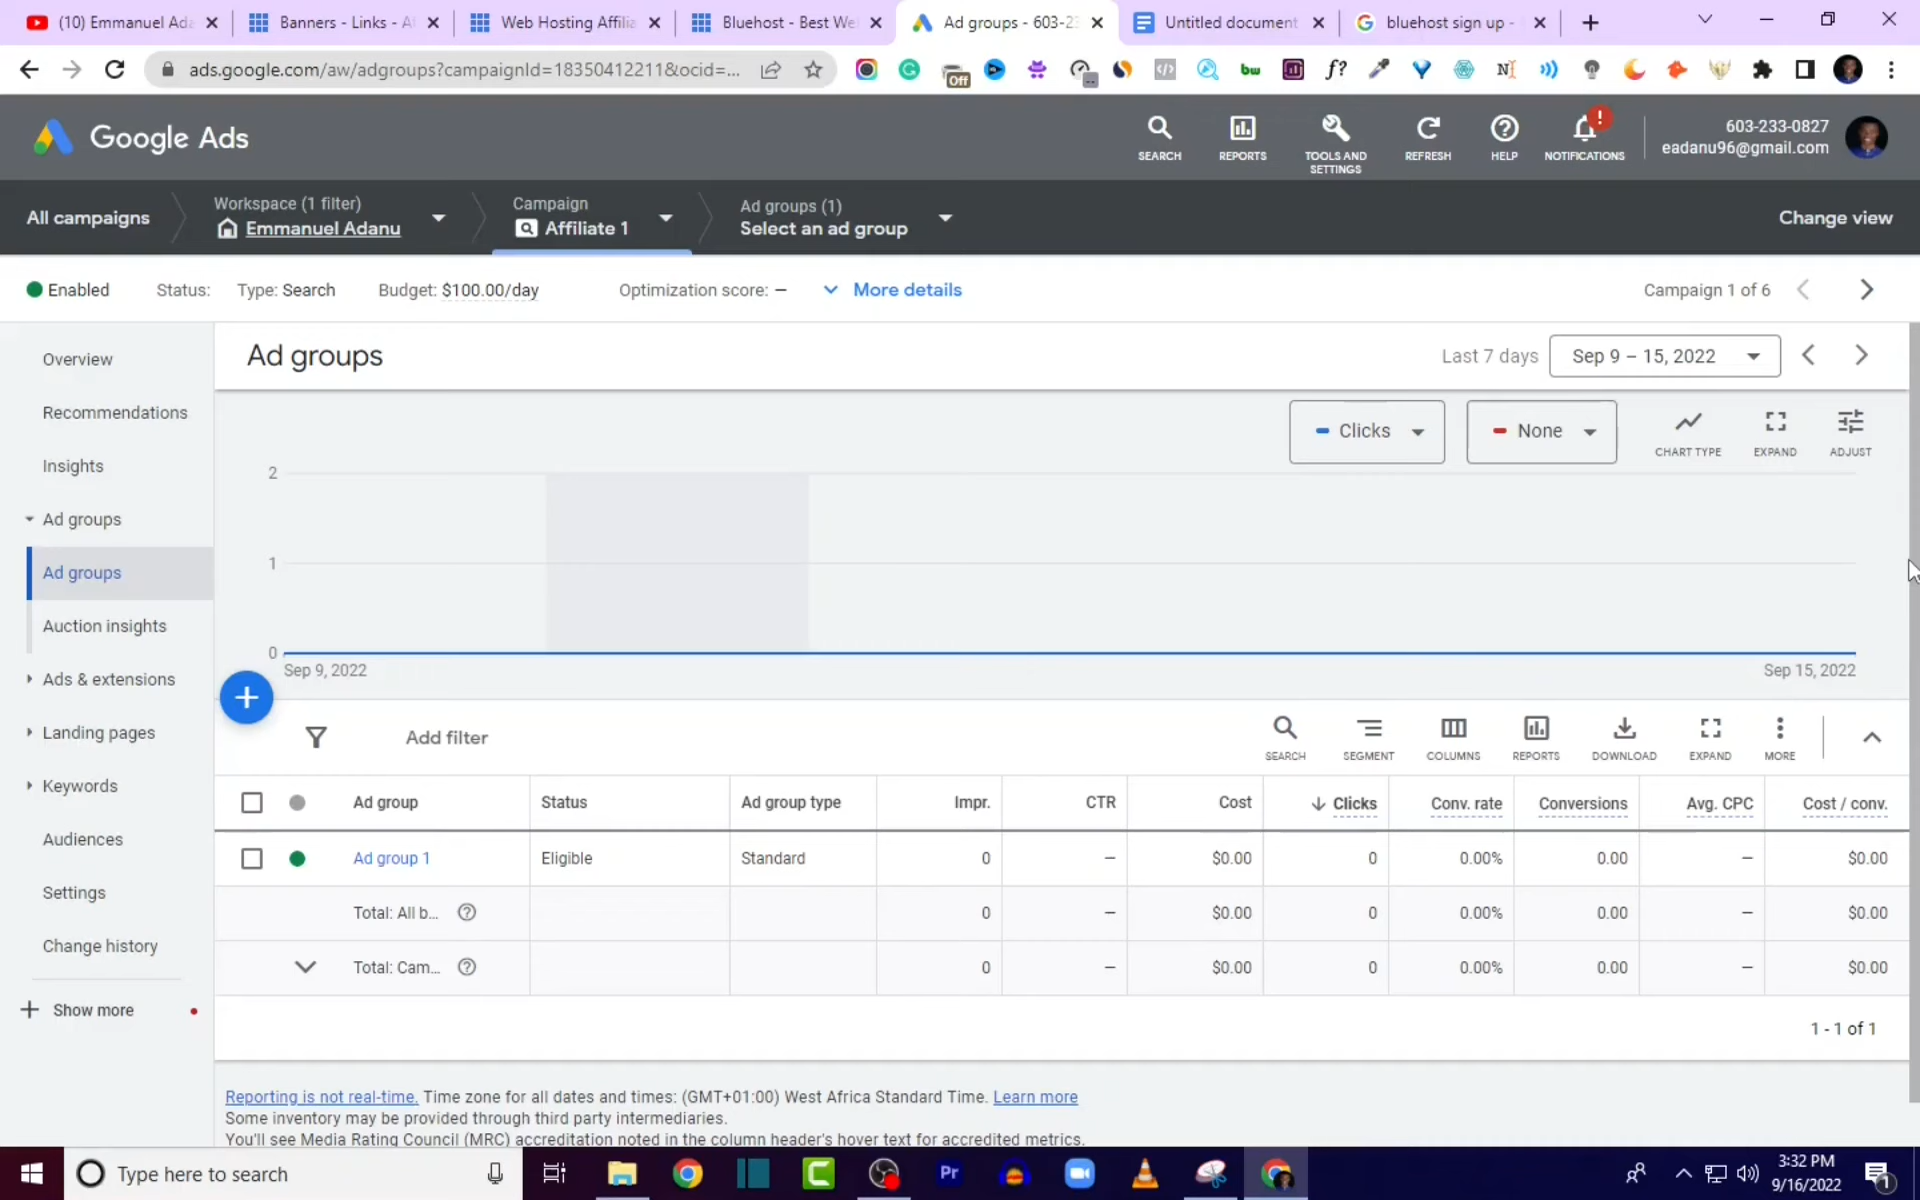 (10) Emmanuel Ada
Banners - Links - A
Web Hosting Affilia
Bluehost - Best We
Ad groups - 603-23
Untitled document
bluehost sign up -
ads.google.com/aw/adgroups?campaignId=18350412211&ocid=...
Off
bw
f?
Google Ads
SEARCH
REPORTS
TOOLS AND SETTINGS
REFRESH
HELP
NOTIFICATIONS
603-233-0827
eadanu96@gmail.com
All campaigns
Workspace (1 filter)
Emmanuel Adanu
Campaign
Affiliate 1
Ad groups (1)
Select an ad group
Change view
Enabled
Status:
Type: Search
Budget: $100.00/day
Optimization score: –
More details
Campaign 1 of 6
Overview
Recommendations
Insights
Ad groups
Ad groups
Auction insights
Ads & extensions
Landing pages
Keywords
Audiences
Settings
Change history
Show more
Ad groups
Last 7 days
Sep 9 – 15, 2022
Clicks
None
CHART TYPE
EXPAND
ADJUST
2
1
0
Sep 9, 2022
Sep 15, 2022
Add filter
SEARCH
SEGMENT
COLUMNS
REPORTS
DOWNLOAD
EXPAND
MORE
Ad group Status Ad group type Impr. CTR Cost Clicks Conv. rate Conversions Avg. CPC Cost / conv.
Ad group 1 Eligible Standard 0 – $0.00 0 0.00% 0.00 – $0.00
Total: All b... 0 – $0.00 0 0.00% 0.00 – $0.00
Total: Cam... 0 – $0.00 0 0.00% 0.00 – $0.00
1 - 1 of 1
Reporting is not real-time. Time zone for all dates and times: (GMT+01:00) West Africa Standard Time. Learn more
Some inventory may be provided through third party intermediaries.
You'll see Media Rating Council (MRC) accreditation noted in the column header's hover text for accredited metrics.
Type here to search
Pr
3:32 PM
9/16/2022
1